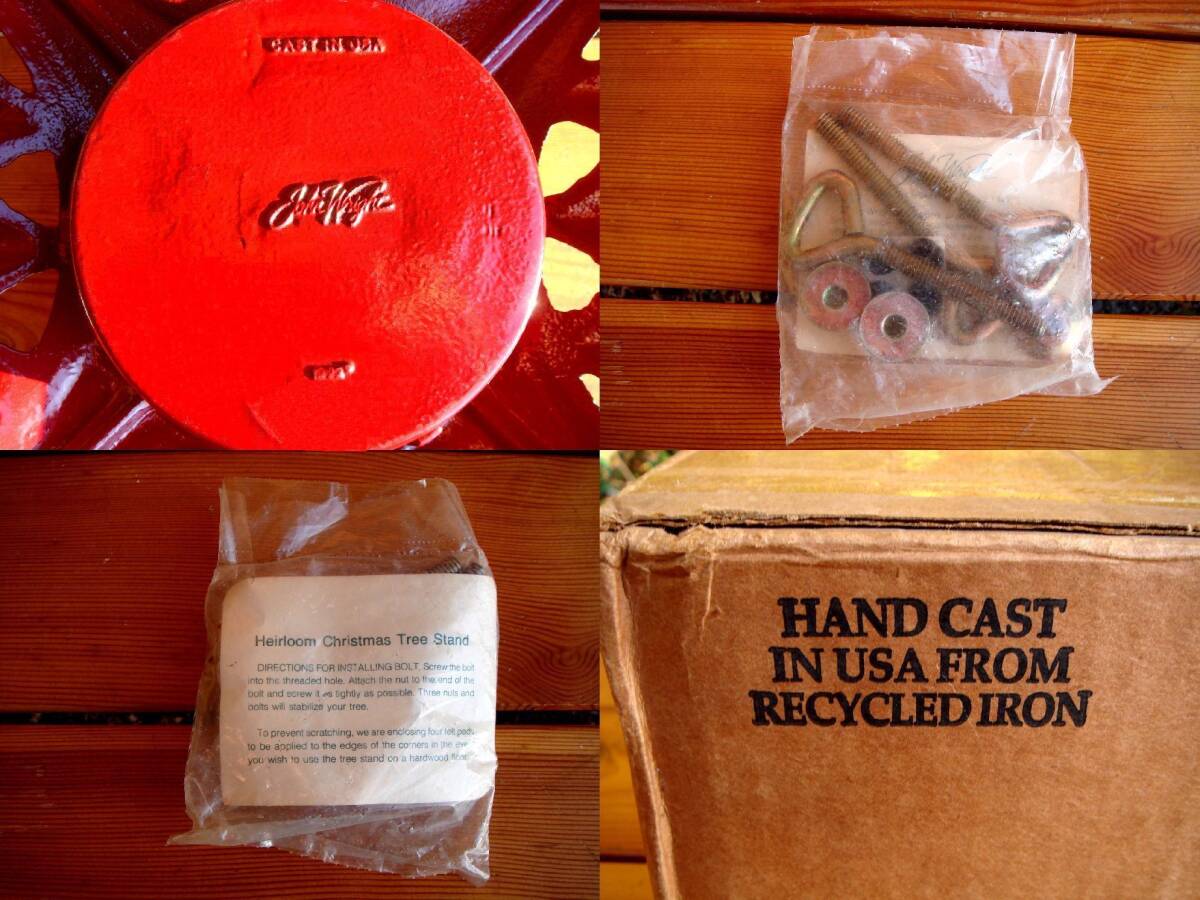 CAST IN USA
John Wright
John Wright
Heirloom Christmas Tree Stand
DIRECTIONS FOR INSTALLING BOLT, Screw the bolt
into the threaded hole. Attach the nut to the end of the
bolt and screw it as tightly as possible. Three nuts and
bolts will stabilize your tree.
To prevent scratching, we are enclosing four felt pads
to be applied to the edges of the corners in the
you wish to use the tree stand on a hardwood floor.
HAND CAST
IN USA FROM
RECYCLED IRON